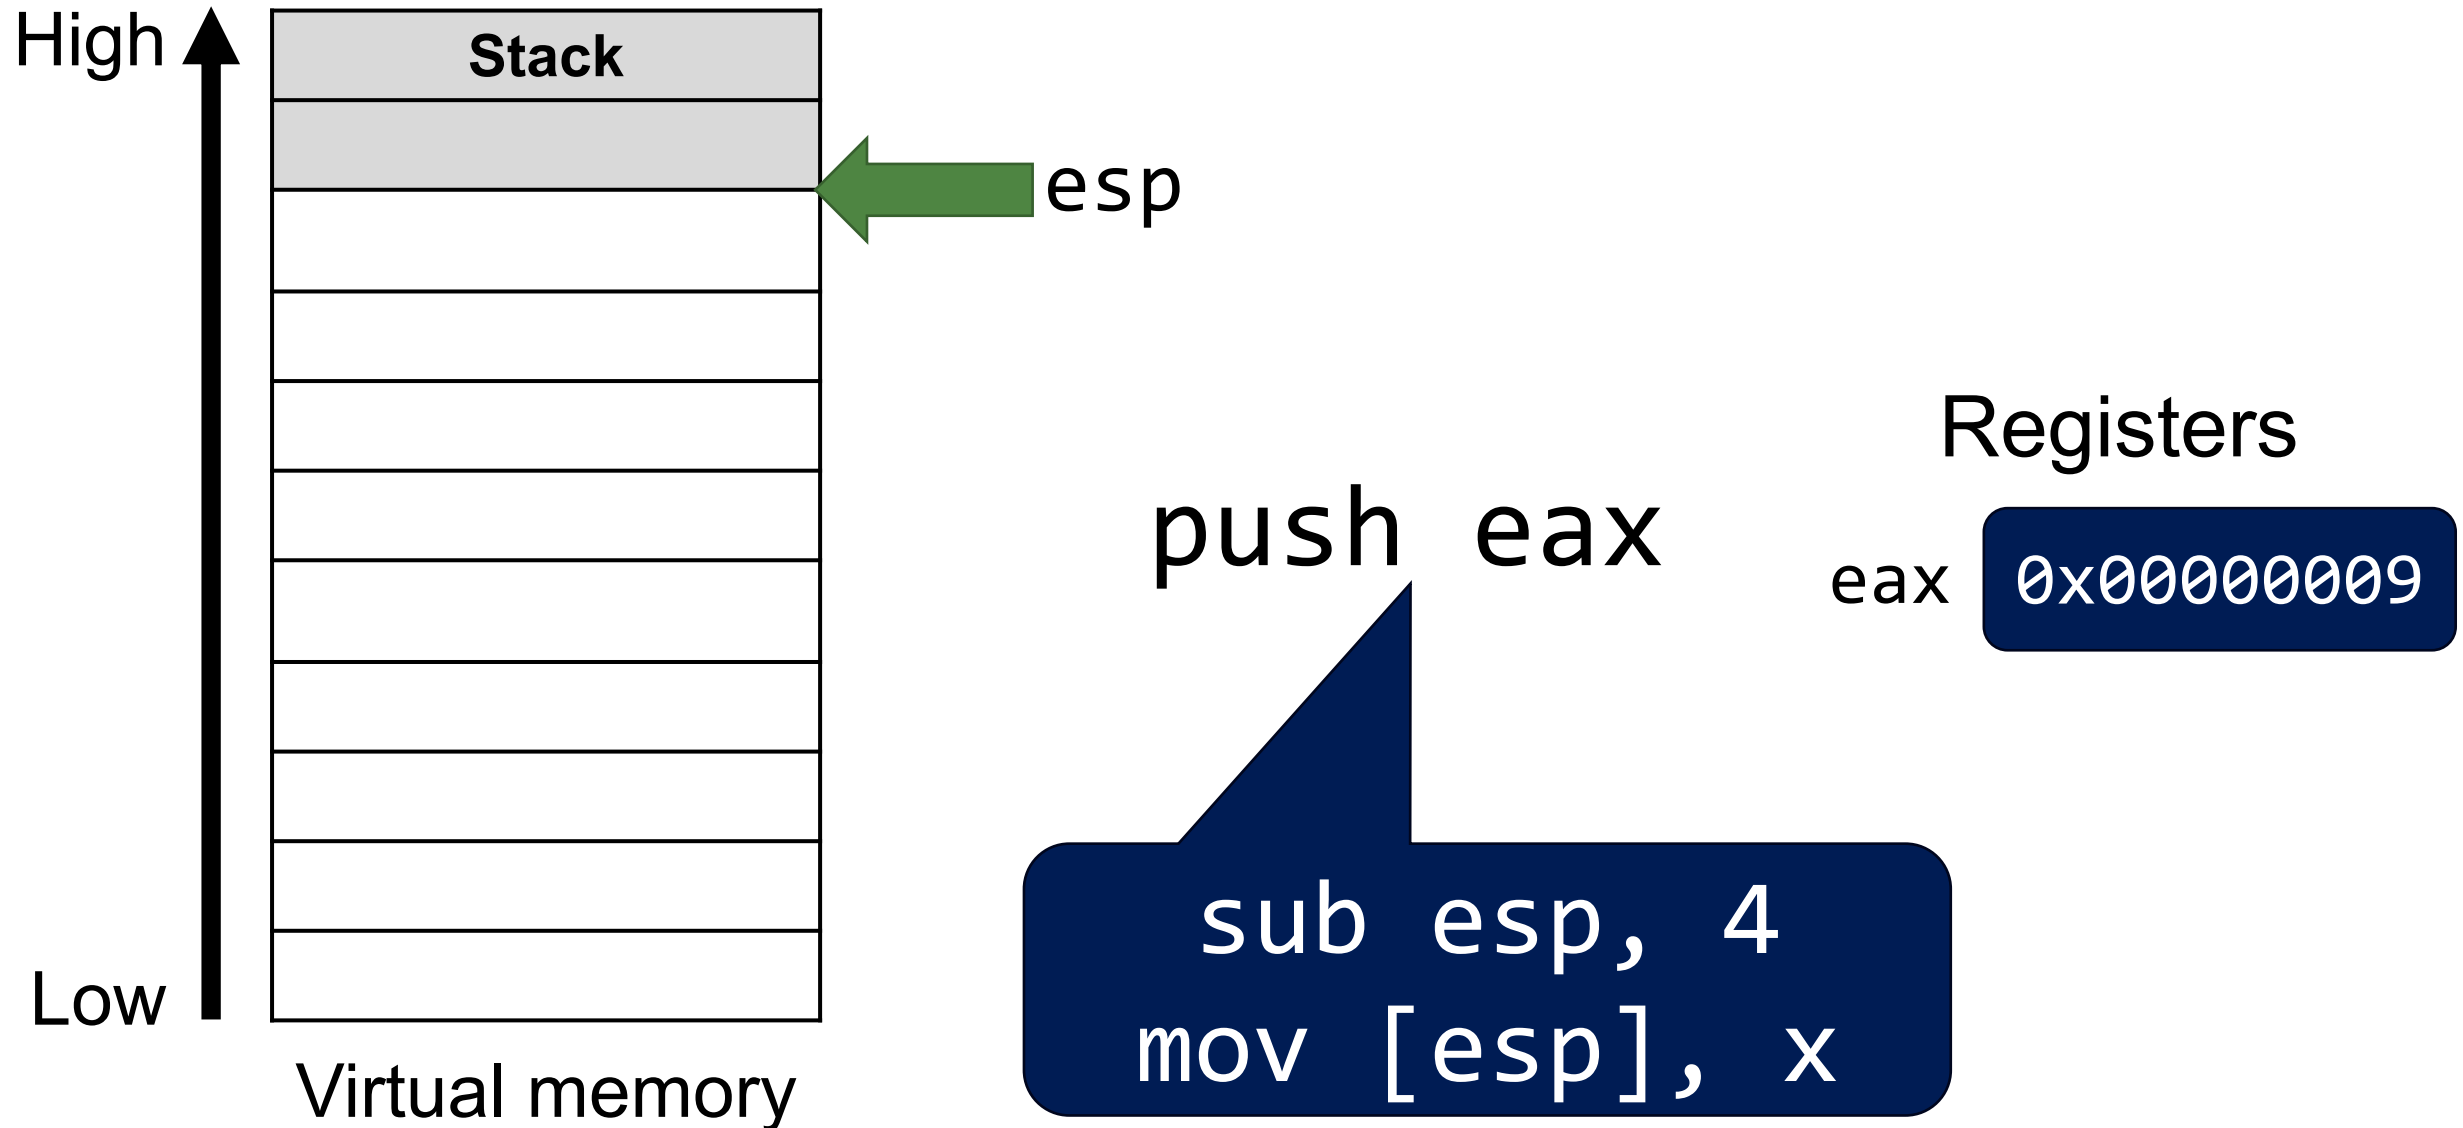 High
Stack
esp
Registers
push eax
eax 0x00000009
sub esp, 4
mov [esp], x
Low
Virtual memory